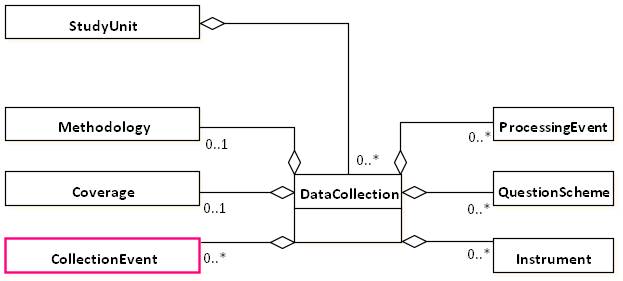 StudyUnit
Methodology
0..1
ProcessingEvent
0..*
0..*
Coverage
0..1
DataCollection
QuestionScheme
0..*
CollectionEvent
0..*
Instrument
0..*